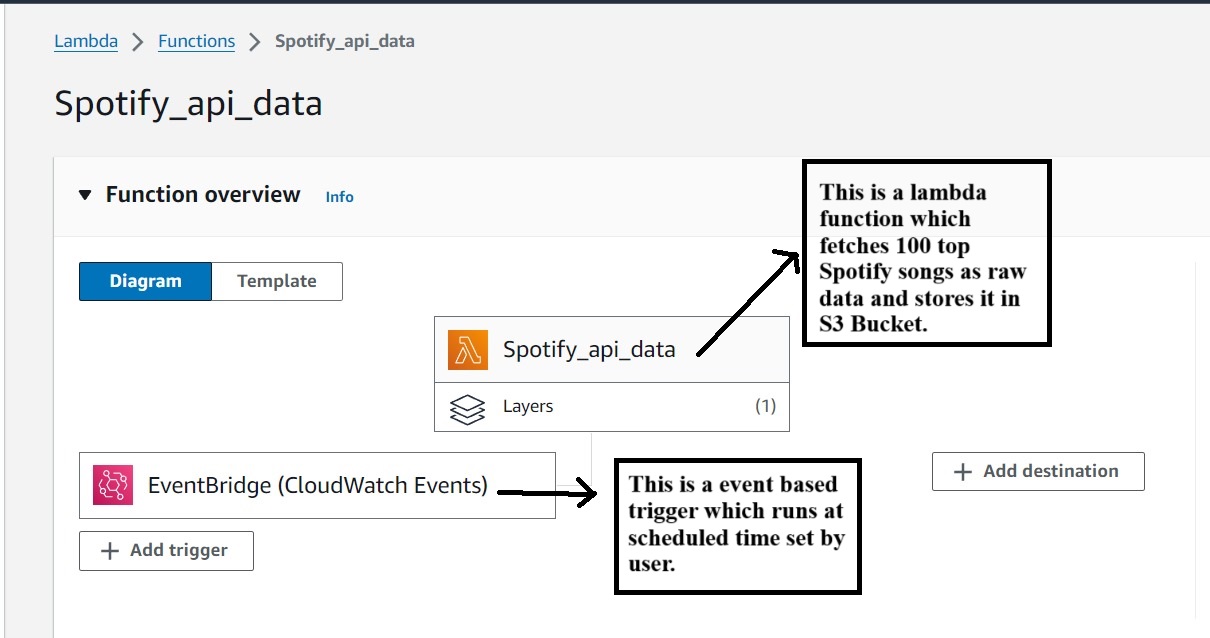 Lambda > Functions > Spotify_api_data
Spotify_api_data
Function overview Info
Diagram Template
This is a lambda
function which
fetches 100 top
Spotify songs as raw
data and stores it in
S3 Bucket.
Spotify_api_data
Layers (1)
EventBridge (CloudWatch Events)
This is a event based
trigger which runs at
scheduled time set by
user.
+ Add destination
+ Add trigger